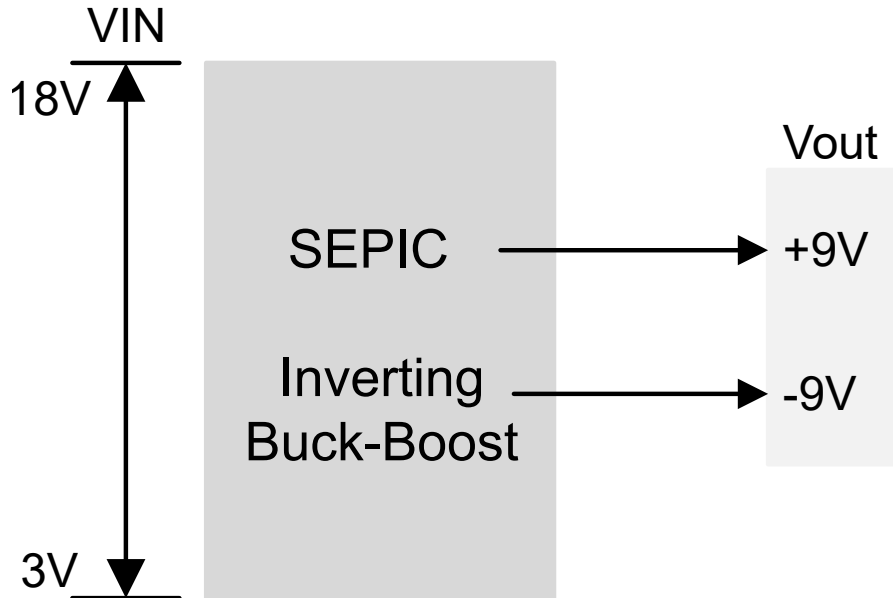 VIN
18V
Vout
SEPIC
+9V
Inverting
Buck-Boost
-9V
3V